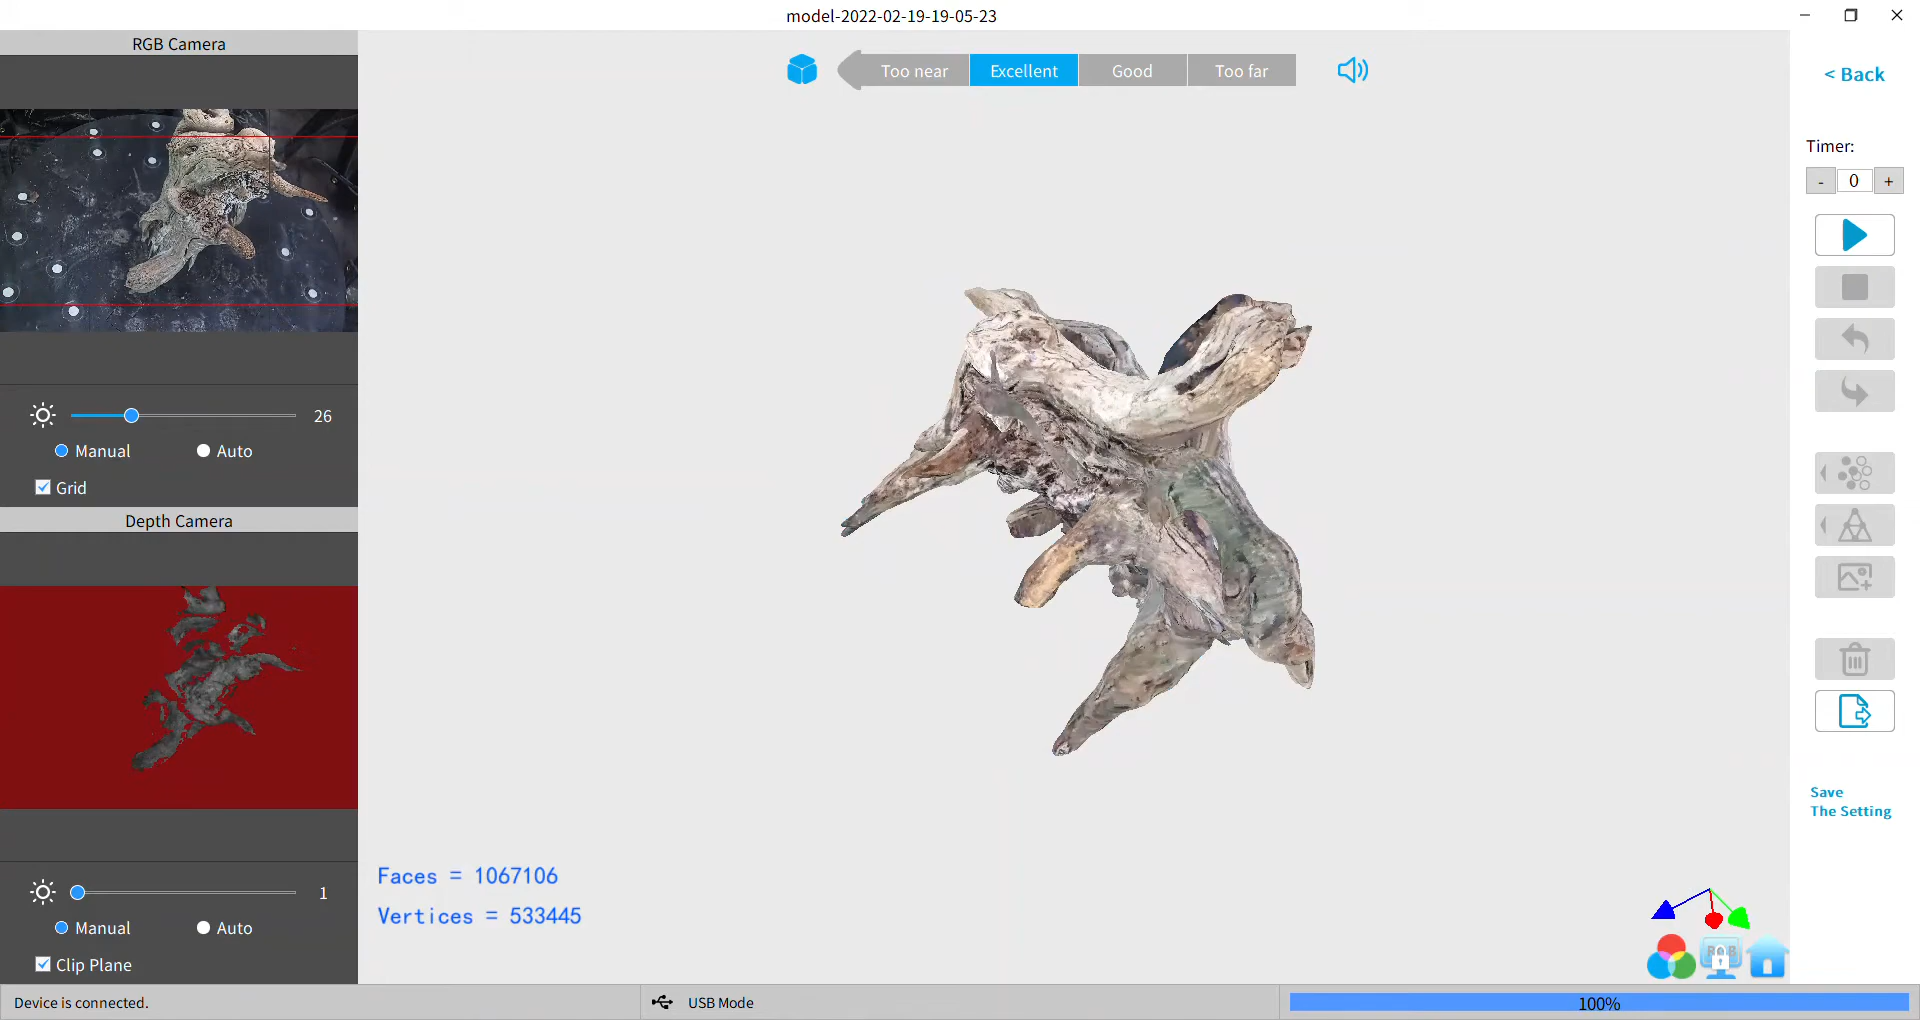 model-2022-02-19-19-05-23
RGB Camera
Too near
Excellent
Good
Too far
< Back
Timer:
- 0 +
26
Manual
Auto
Grid
Depth Camera
Save
The Setting
1
Manual
Auto
Clip Plane
Faces = 1067106
Vertices = 533445
RGB
Device is connected.
USB Mode
100%